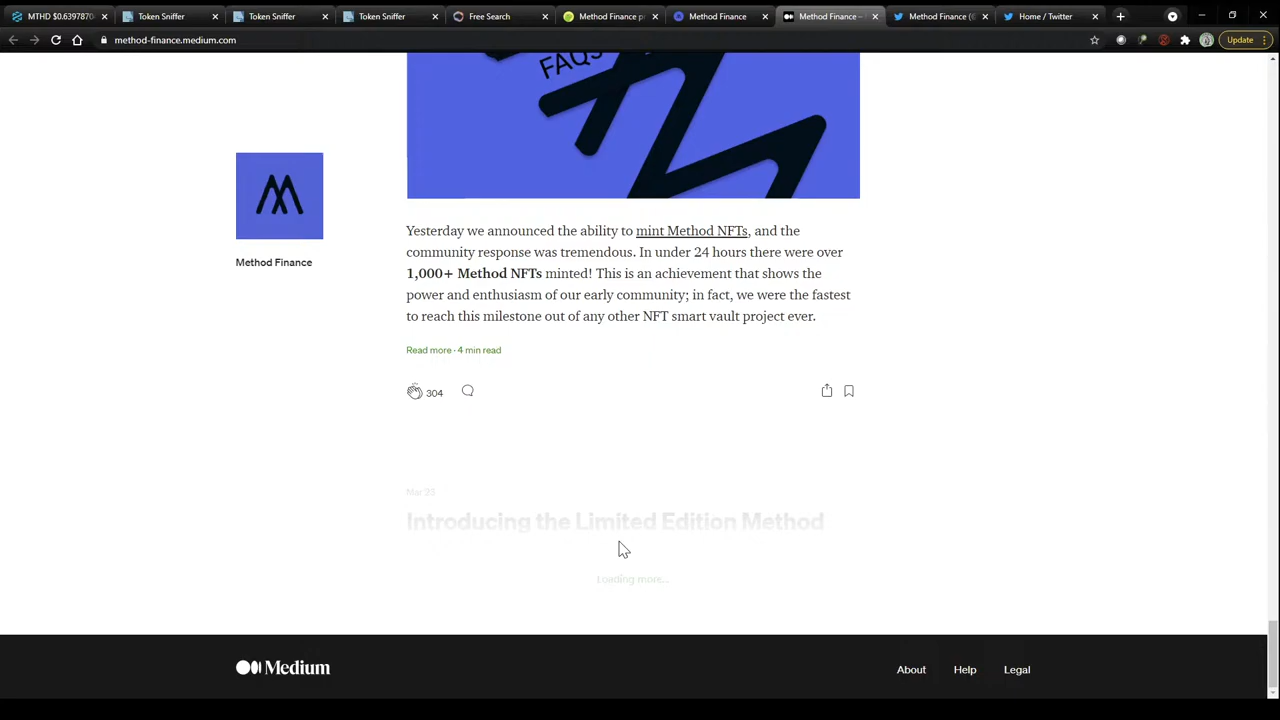 MTHD $0.6397870
Token Sniffer
Token Sniffer
Token Sniffer
Free Search
Method Finance pr
Method Finance
Method Finance –
Method Finance (@
Home / Twitter
method-finance.medium.com
Update
FAQS
Method Finance
Yesterday we announced the ability to mint Method NFTs, and the
community response was tremendous. In under 24 hours there were over
1,000+ Method NFTs minted! This is an achievement that shows the
power and enthusiasm of our early community; in fact, we were the fastest
to reach this milestone out of any other NFT smart vault project ever.
Read more · 4 min read
304
Mar 23
Introducing the Limited Edition Method
Loading more...
Medium
About
Help
Legal